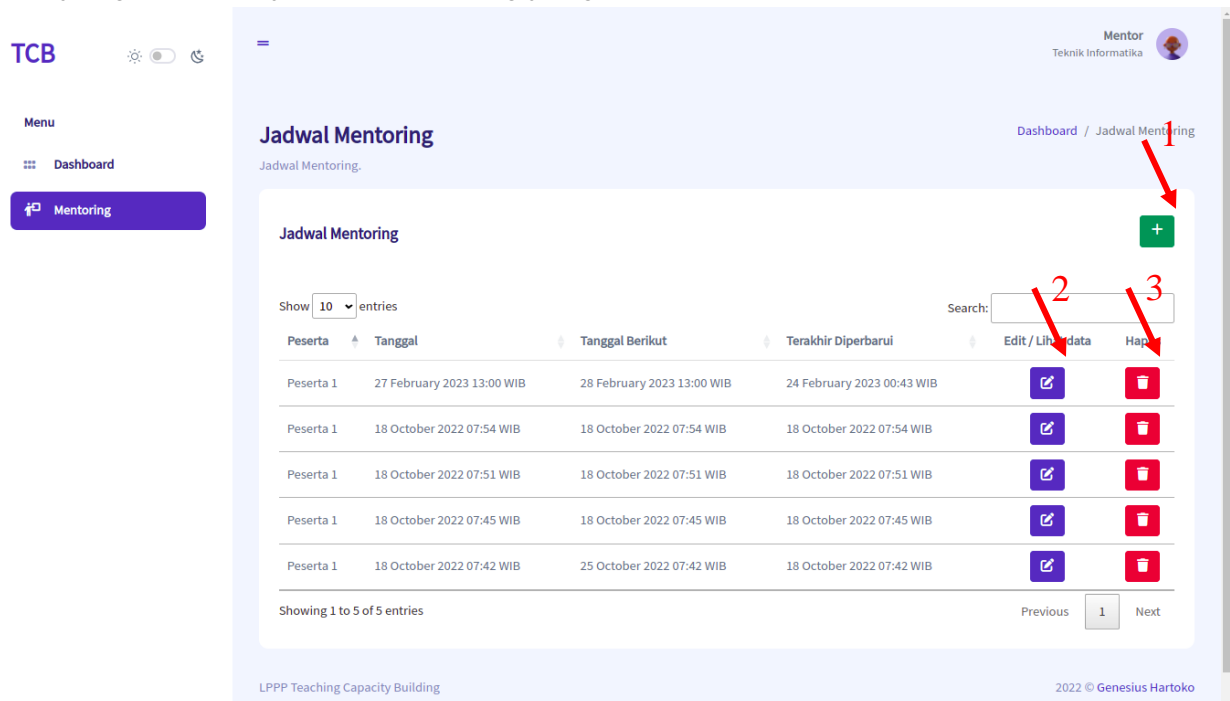 TCB
Mentor
Teknik Informatika
Menu
Dashboard
Mentoring
Jadwal Mentoring
Jadwal Mentoring.
Dashboard / Jadwal Mentoring
1
Jadwal Mentoring
+
2
3
Show 10 entries
Search:
Peserta Tanggal Tanggal Berikut Terakhir Diperbarui Edit / data
Peserta 1 27 February 2023 13:00 WIB 28 February 2023 13:00 WIB 24 February 2023 00:43 WIB
Peserta 1 18 October 2022 07:54 WIB 18 October 2022 07:54 WIB 18 October 2022 07:54 WIB
Peserta 1 18 October 2022 07:51 WIB 18 October 2022 07:51 WIB 18 October 2022 07:51 WIB
Peserta 1 18 October 2022 07:45 WIB 18 October 2022 07:45 WIB 18 October 2022 07:45 WIB
Peserta 1 18 October 2022 07:42 WIB 25 October 2022 07:42 WIB 18 October 2022 07:42 WIB
Showing 1 to 5 of 5 entries
Previous 1 Next
LPPP Teaching Capacity Building
2022 © Genesius Hartoko